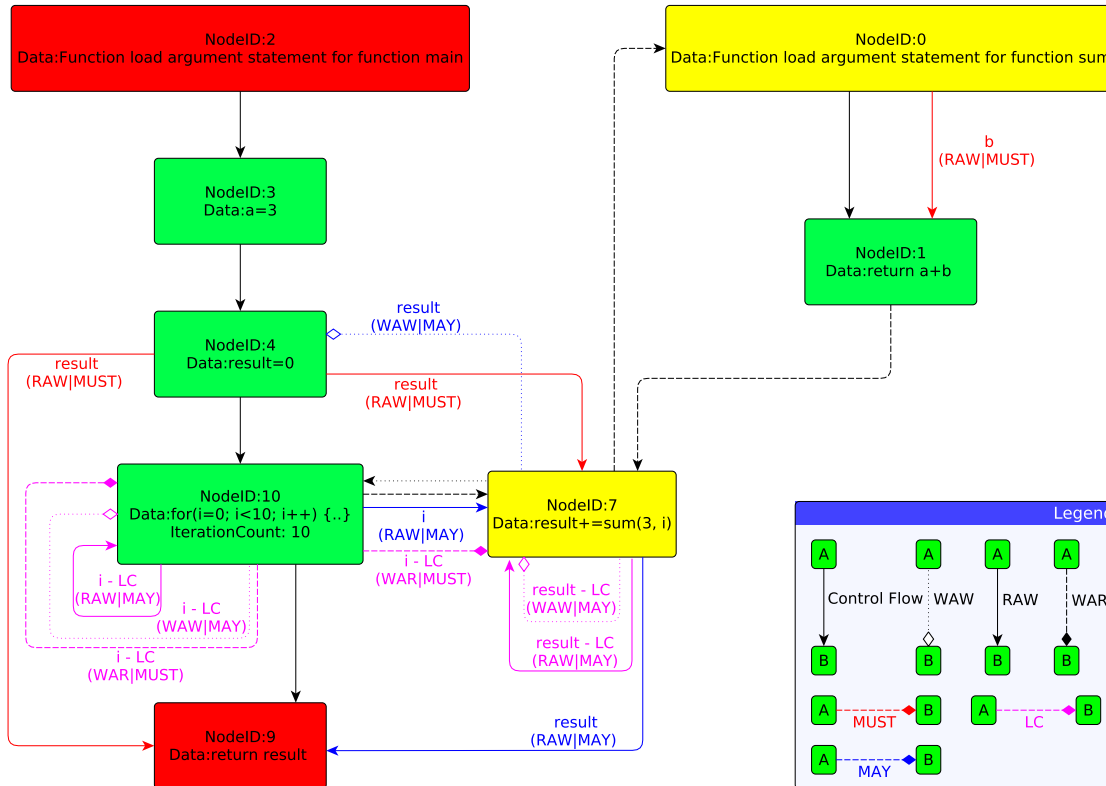 NodeID:2
Data:Function load argument statement for function main
NodeID:0
Data:Function load argument statement for function sum
b
(RAW|MUST)
NodeID:3
Data:a=3
NodeID:1
Data:return a+b
result
(WAW|MAY)
NodeID:4
Data:result=0
result
(RAW|MUST)
result
(RAW|MUST)
NodeID:10
Data:for(i=0; i<10; i++) {..}
IterationCount: 10
i
(RAW|MAY)
NodeID:7
Data:result+=sum(3, i)
i - LC
(WAR|MUST)
i - LC
(RAW|MAY)
i - LC
(WAW|MAY)
i - LC
(WAR|MUST)
result - LC
(WAW|MAY)
result - LC
(RAW|MAY)
result
(RAW|MAY)
NodeID:9
Data:return result
Legend
A A A A
Control Flow WAW RAW WAR
B B B B
A MUST B A LC B
A MAY B